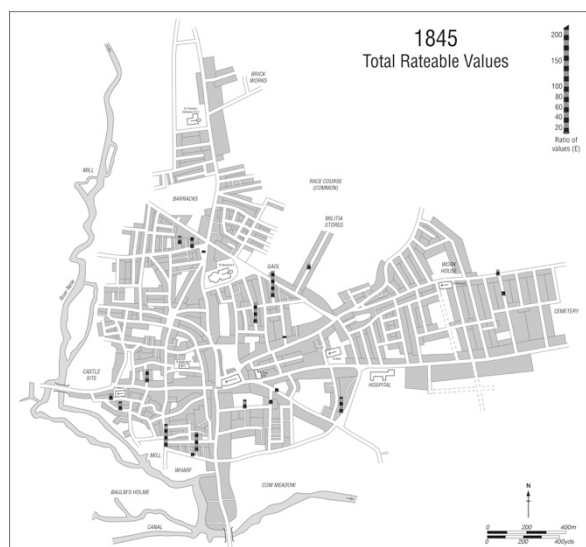 1845
Total Rateable Values
200
150
100
80
60
40
20
Ratio of
values (£)
BRICK
WORKS
MILL
RACE COURSE
(COMMON)
BARRACKS
MILITIA
STORES
GAOL
WORK
HOUSE
CEMETERY
CASTLE
SITE
HOSPITAL
MILL
WHARF
COW MEADOW
BAULM'S HOLME
CANAL
N
0 200 400m
0 200 400yds